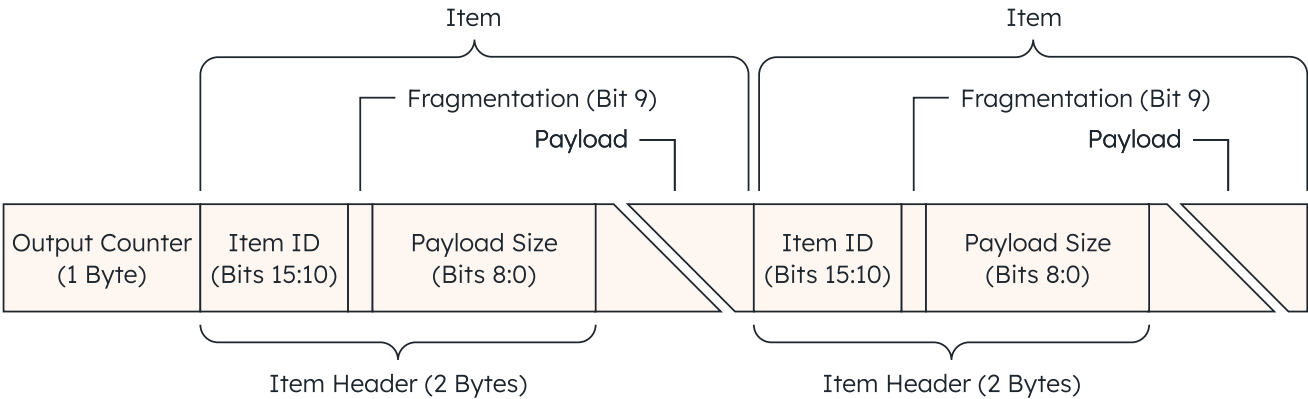 Item
Item
Fragmentation (Bit 9)
Fragmentation (Bit 9)
Payload
Payload
Output Counter
(1 Byte)
Item ID
(Bits 15:10)
Payload Size
(Bits 8:0)
Item ID
(Bits 15:10)
Payload Size
(Bits 8:0)
Item Header (2 Bytes)
Item Header (2 Bytes)